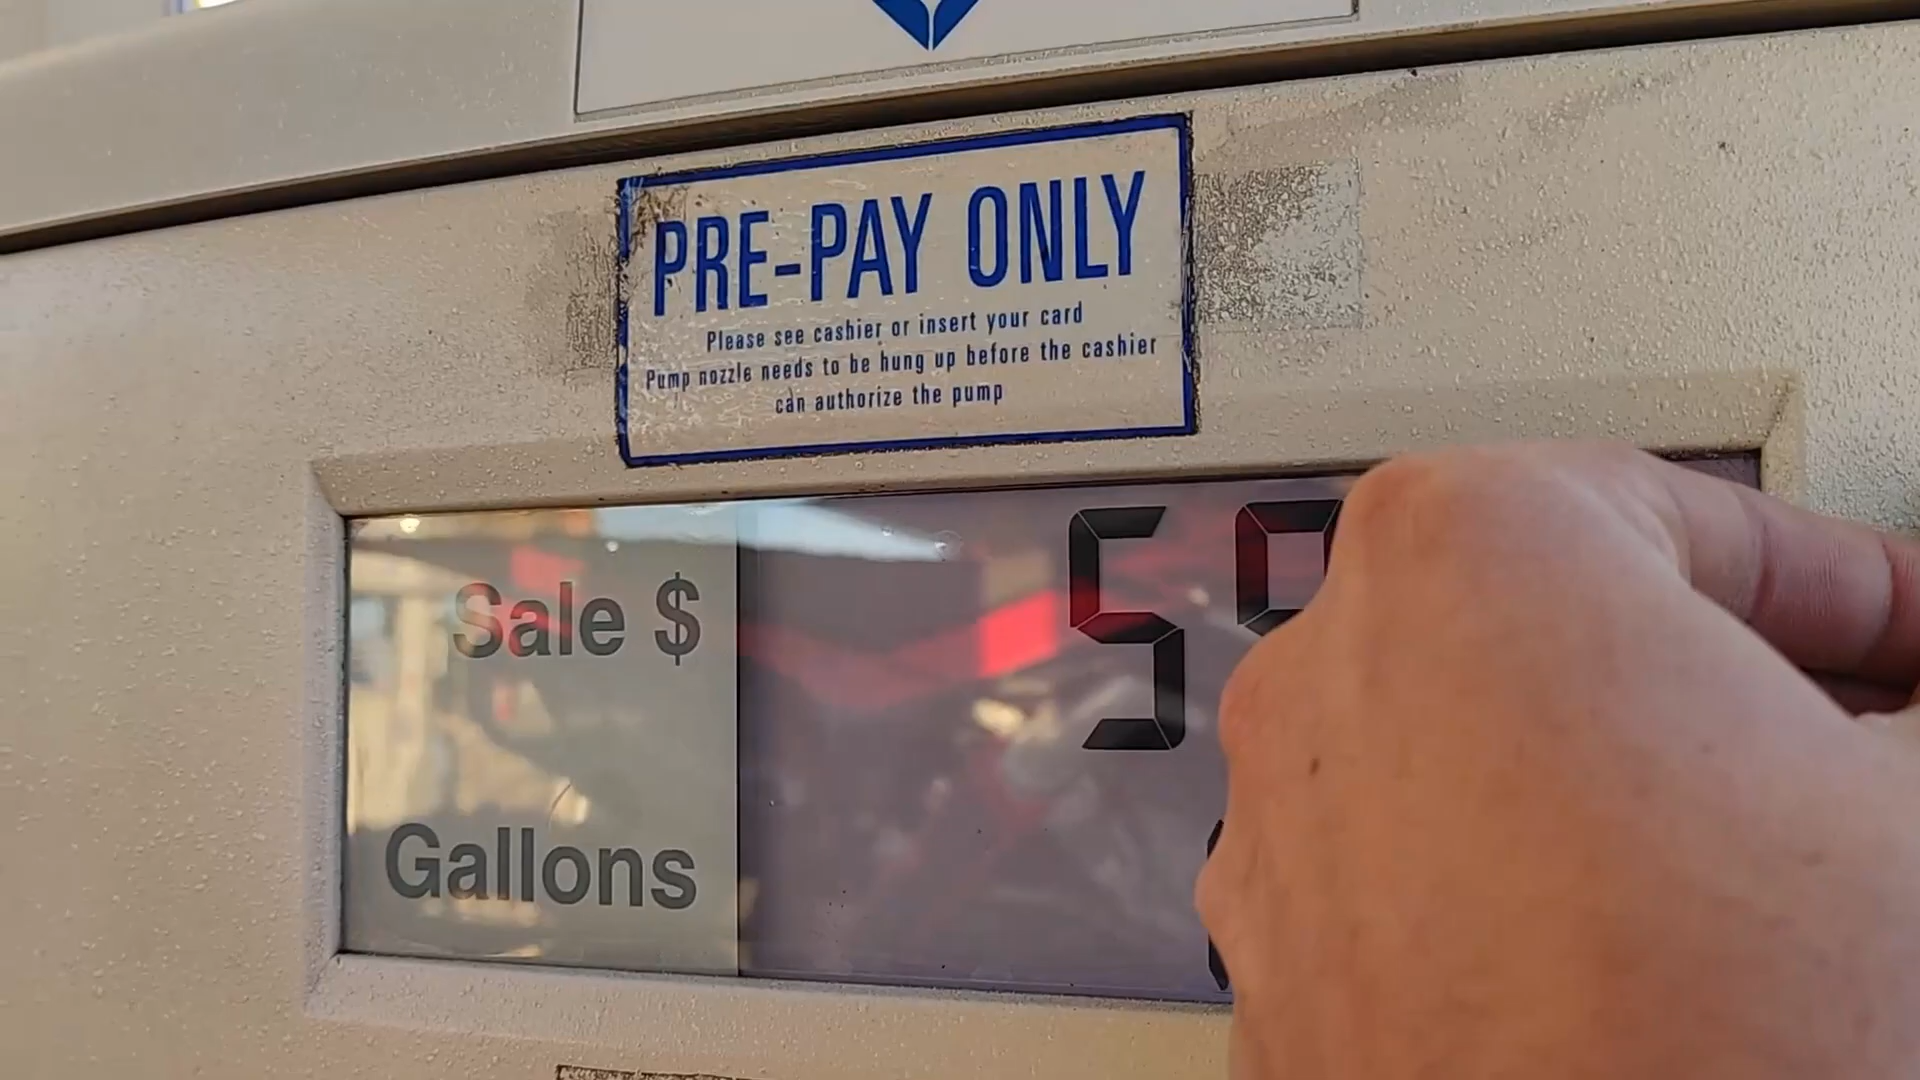 PRE-PAY ONLY
Please see cashier or insert your card
Pump nozzle needs to be hung up before the cashier
can authorize the pump
Sale $ 5
Gallons